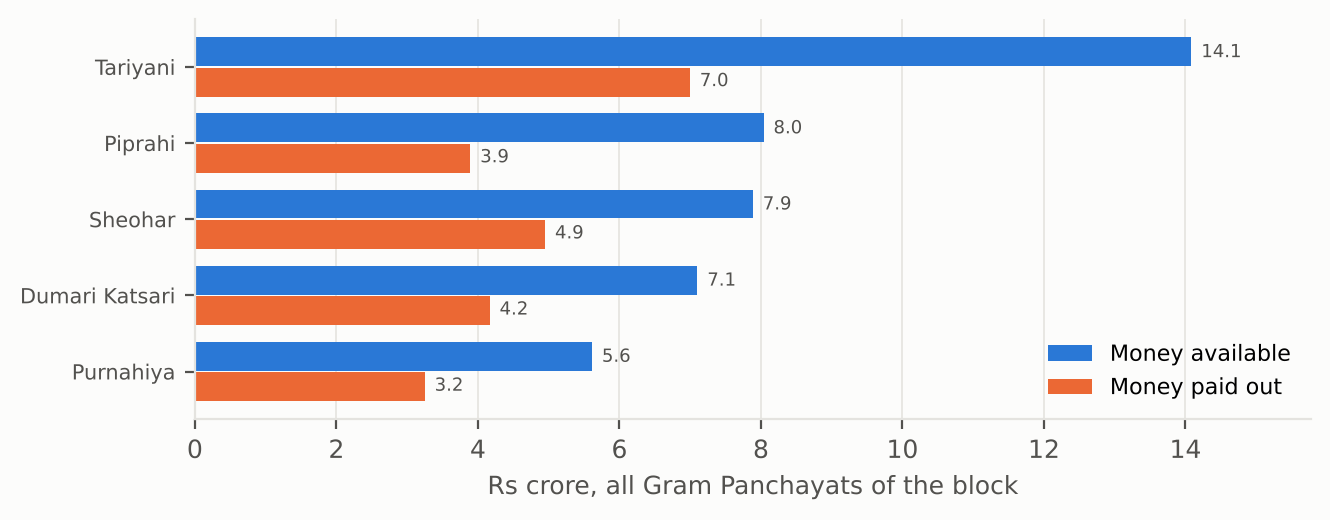 Tariyani
14.1
7.0
Piprahi
8.0
3.9
Sheohar
7.9
4.9
Dumari Katsari
7.1
4.2
Purnahiya
5.6
3.2
Money available
Money paid out
0 2 4 6 8 10 12 14
Rs crore, all Gram Panchayats of the block